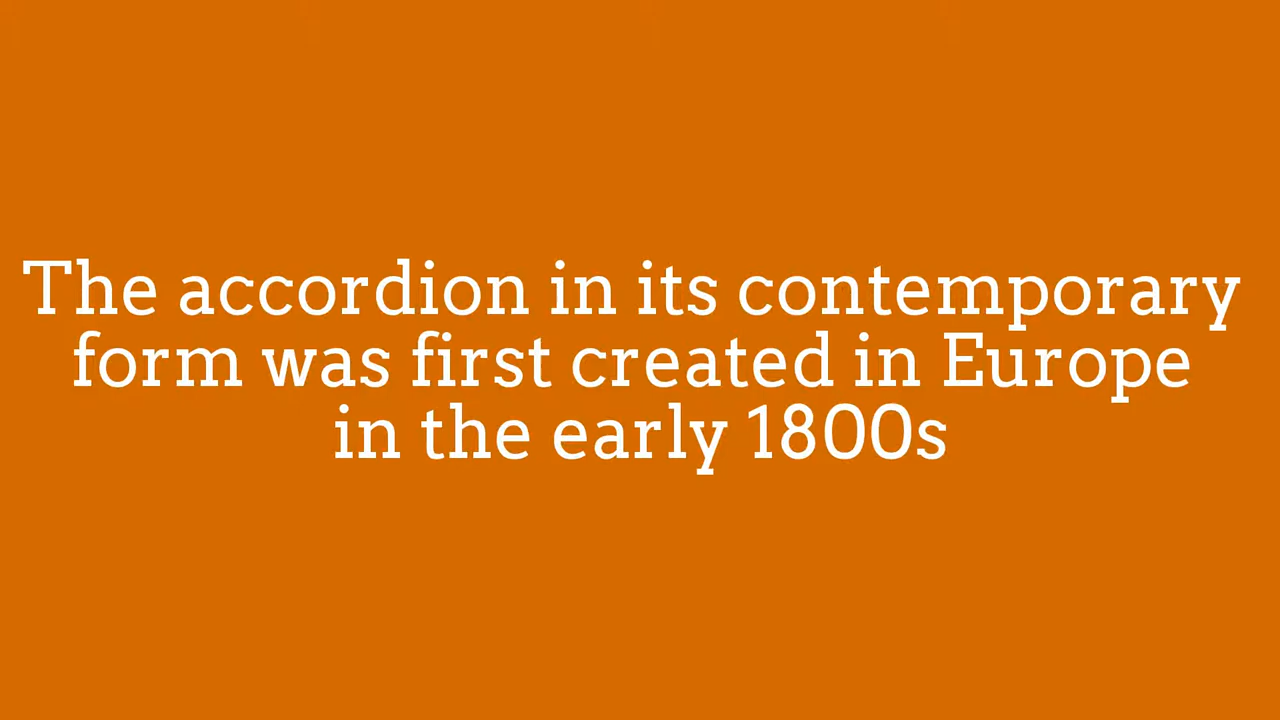 The accordion in its contemporary
form was first created in Europe
in the early 1800s